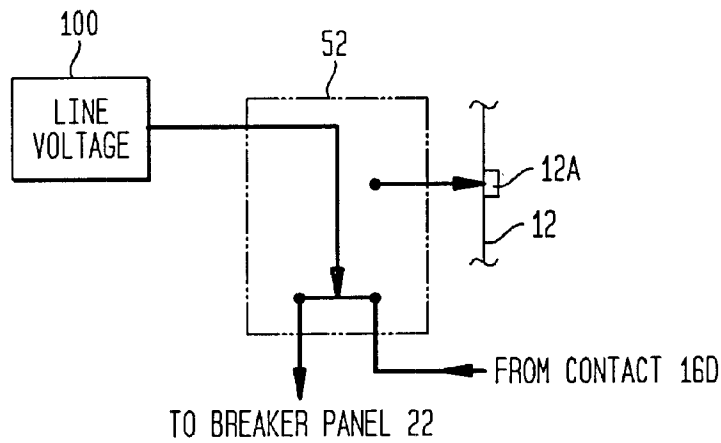 100
52
LINE
VOLTAGE
12A
12
FROM CONTACT 16D
TO BREAKER PANEL 22